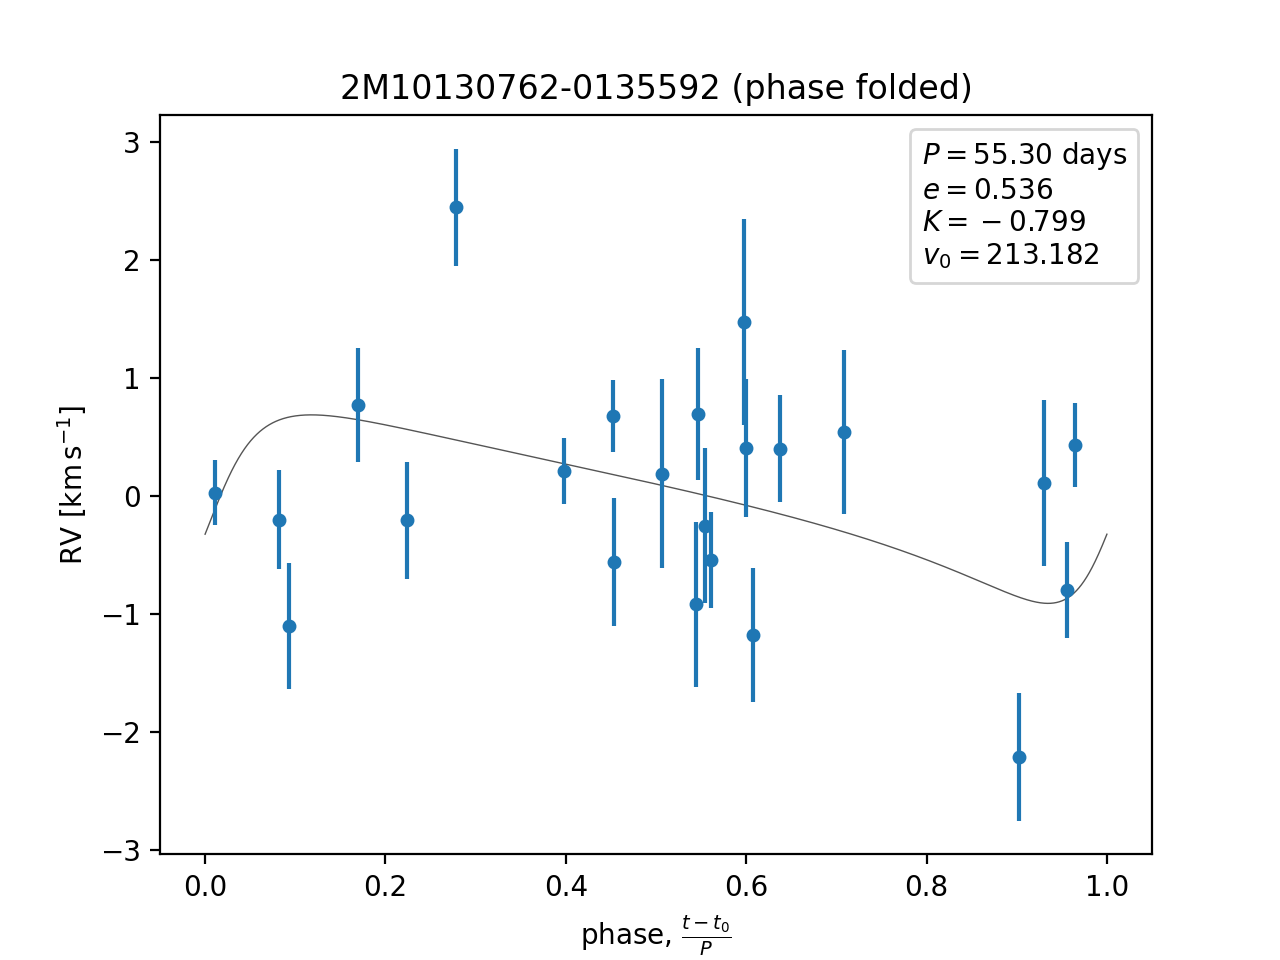 2M10130762-0135592 (phase folded)
P = 55.30 days
e = 0.536
K = −0.799
v₀ = 213.182
3
2
1
0
−1
−2
−3
RV [km s⁻¹]
0.0 0.2 0.4 0.6 0.8 1.0
phase, (t − t₀)/P